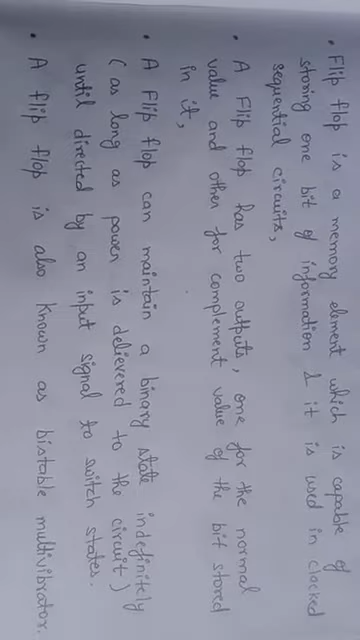 • Flip flop is a memory element which is capable of
storing one bit of information & it is used in clocked
sequential circuits,
• A Flip flop has two outputs, one for the normal
value and other for complement value of the bit stored
in it,
• A Flip flop can maintain a binary state indefinitely
(as long as power is delievered to the circuit)
until directed by an input signal to switch states.
• A flip flop is also known as bistable multivibrator.